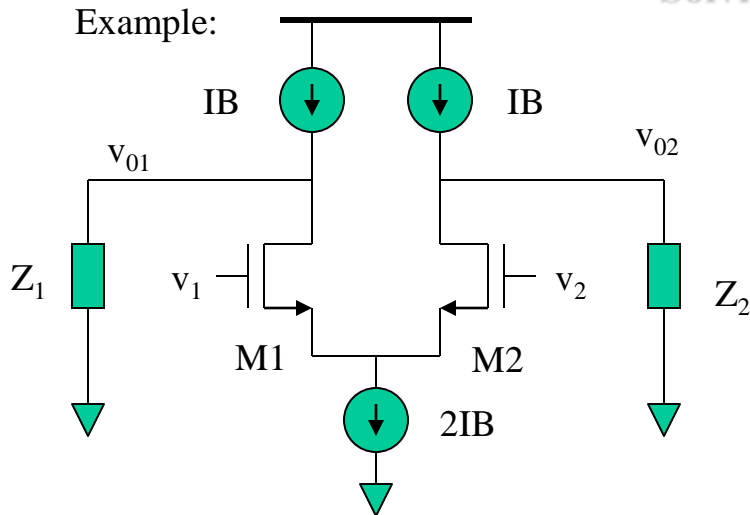 Example:
IB
IB
v₀₁
v₀₂
Z₁
v₁
v₂
Z₂
M1
M2
2IB